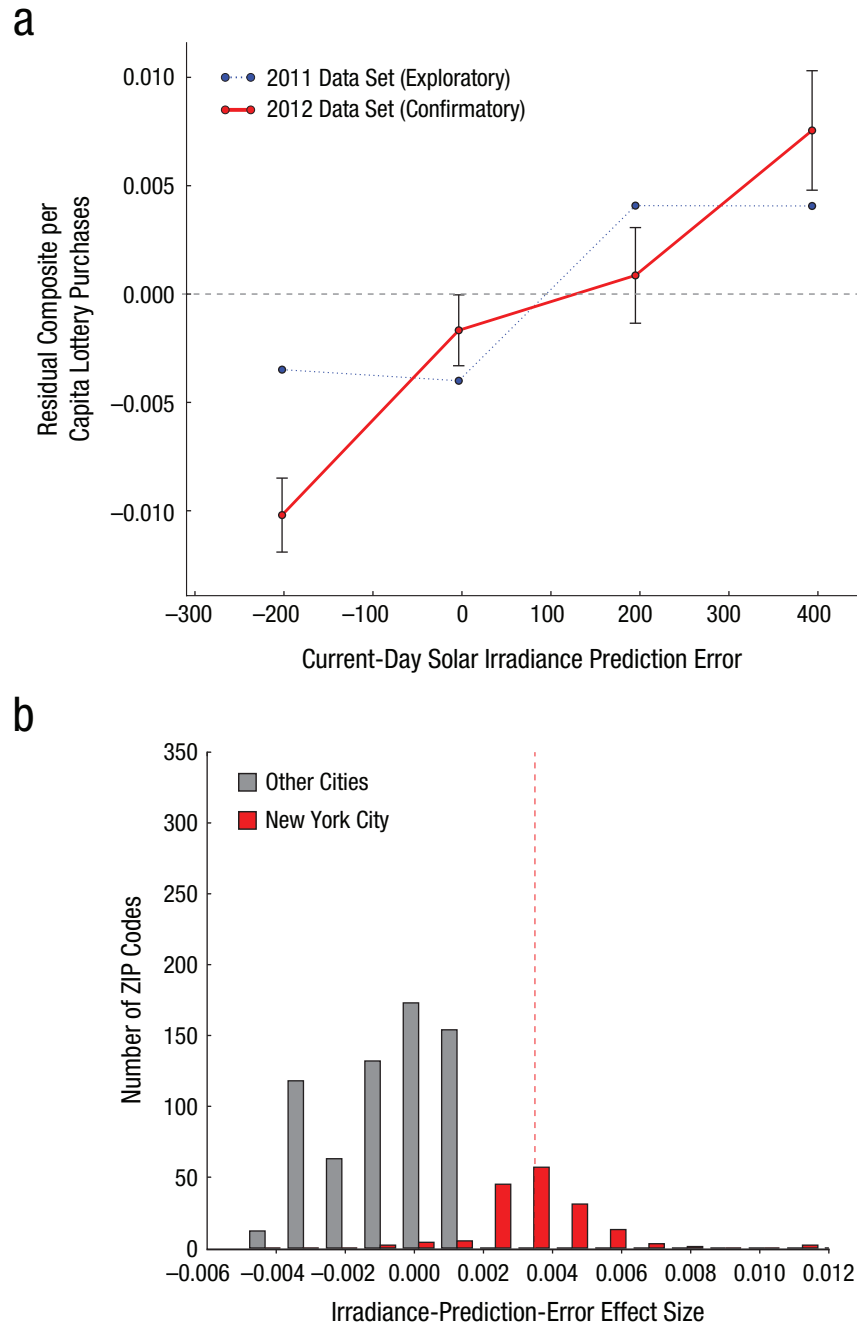 a
0.010
0.005
0.000
−0.005
−0.010
2011 Data Set (Exploratory)
2012 Data Set (Confirmatory)
Residual Composite per
Capita Lottery Purchases
−300 −200 −100 0 100 200 300 400
Current-Day Solar Irradiance Prediction Error
b
350
300
250
200
150
100
50
0
Other Cities
New York City
Number of ZIP Codes
−0.006 −0.004 −0.002 0.000 0.002 0.004 0.006 0.008 0.010 0.012
Irradiance-Prediction-Error Effect Size